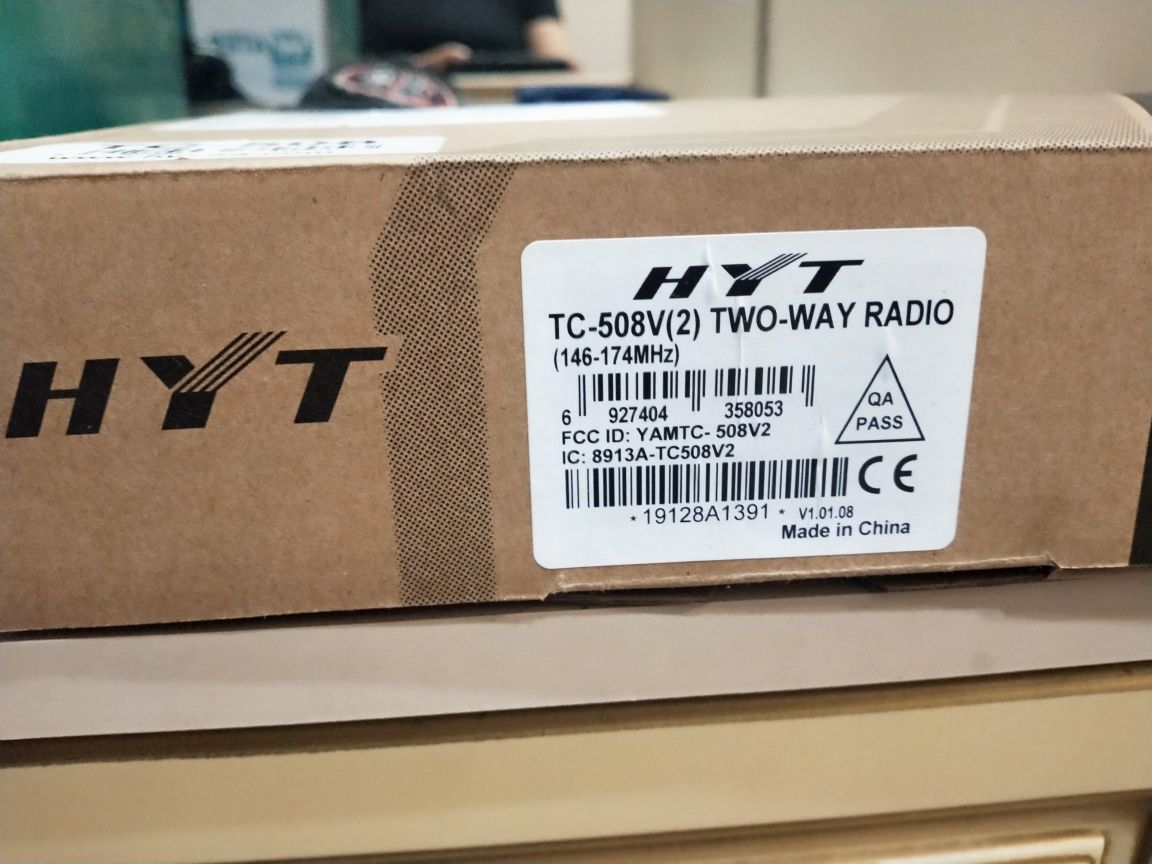 HYT
HYT
TC-508V(2) TWO-WAY RADIO
(146-174MHz)
6 927404 358053
FCC ID: YAMTC- 508V2
IC: 8913A-TC508V2
QA
PASS
CE
*19128A1391* V1.01.08
Made in China